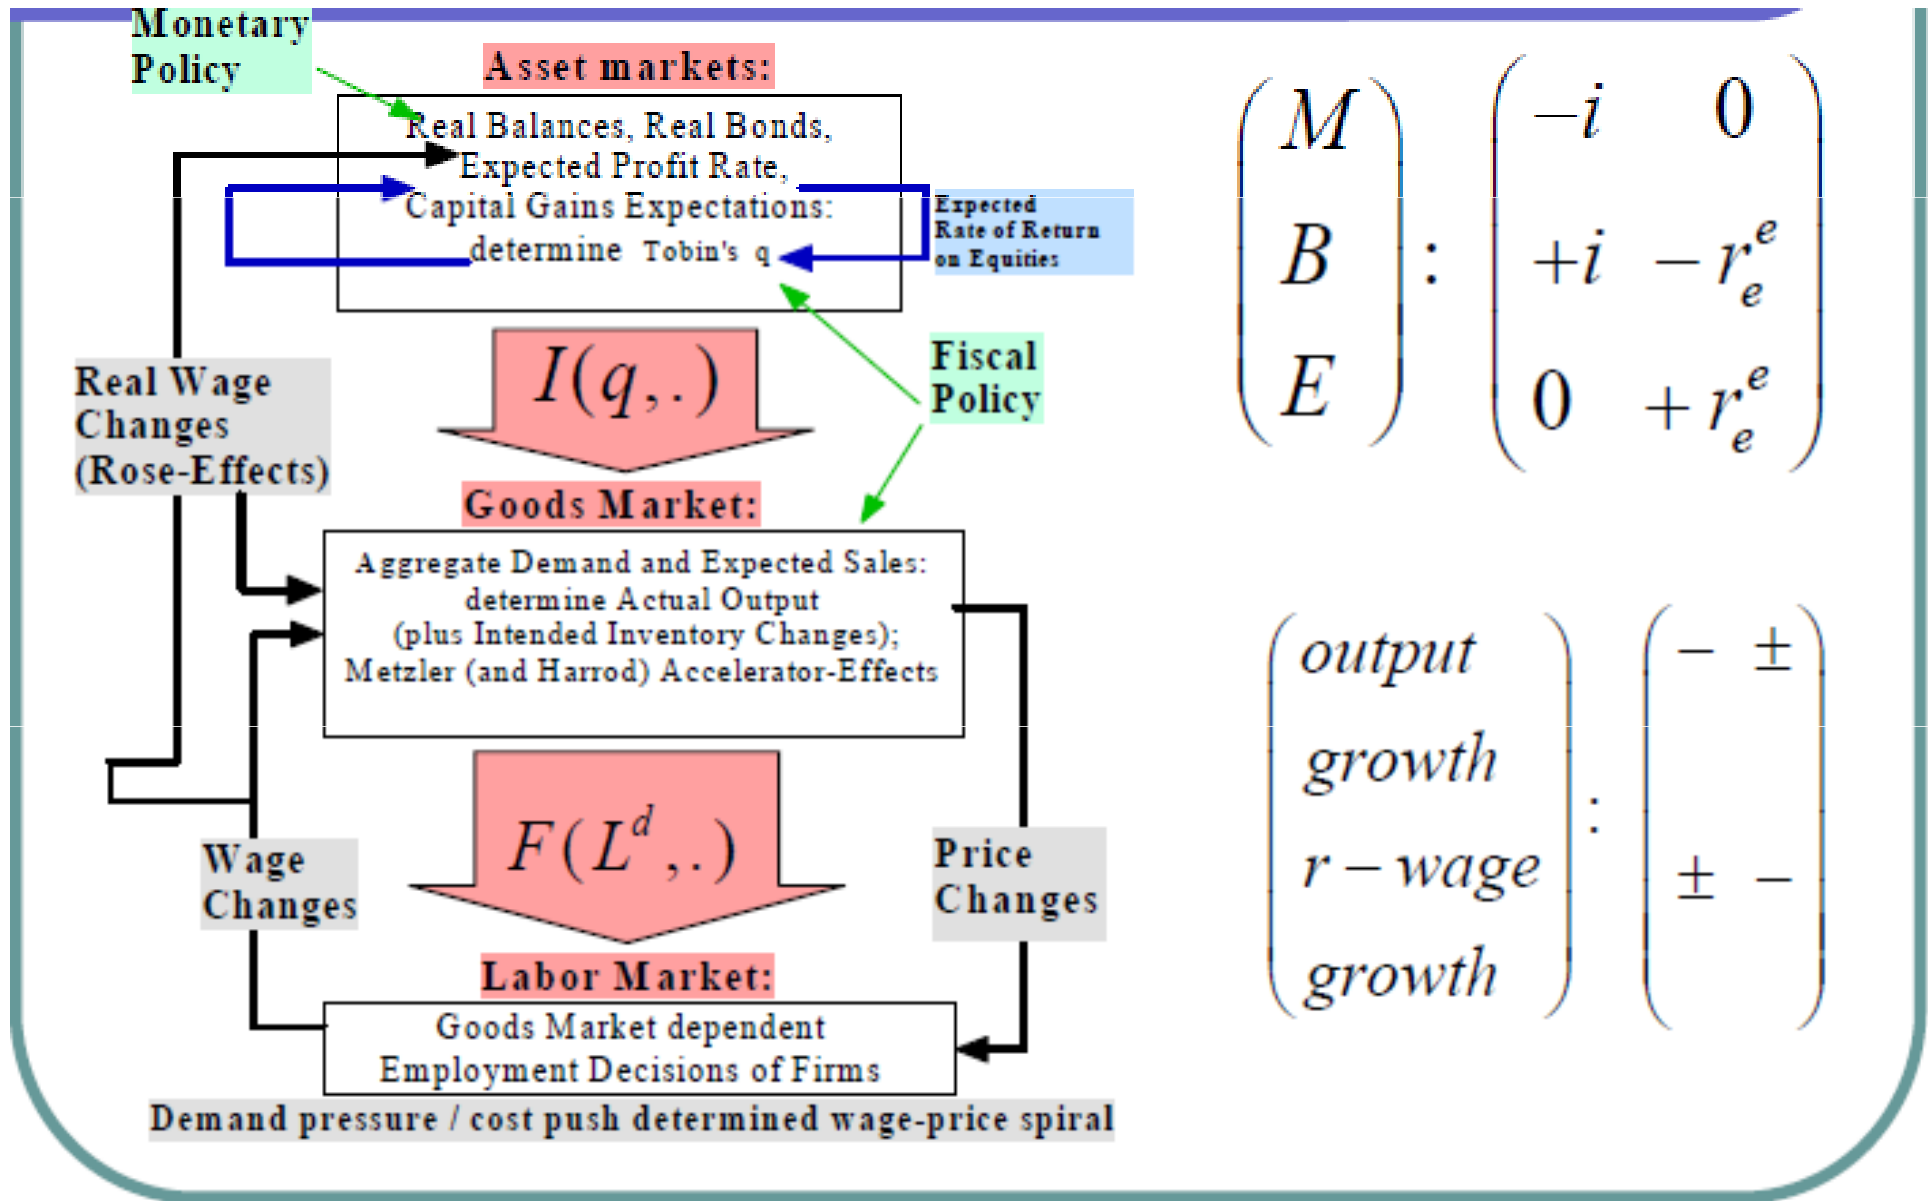 Monetary
Policy
Asset markets:
Real Balances, Real Bonds,
Expected Profit Rate,
Capital Gains Expectations:
determine Tobin's q
Expected
Rate of Return
on Equities
I(q,.)
Fiscal
Policy
Real Wage
Changes
(Rose-Effects)
Goods Market:
Aggregate Demand and Expected Sales:
determine Actual Output
(plus Intended Inventory Changes);
Metzler (and Harrod) Accelerator-Effects
F(L^d,.)
Wage
Changes
Price
Changes
Labor Market:
Goods Market dependent
Employment Decisions of Firms
Demand pressure / cost push determined wage-price spiral
M
B
E
:
−i 0
+i −r_e^e
0 +r_e^e
output
growth
r − wage
growth
:
− ±
± −